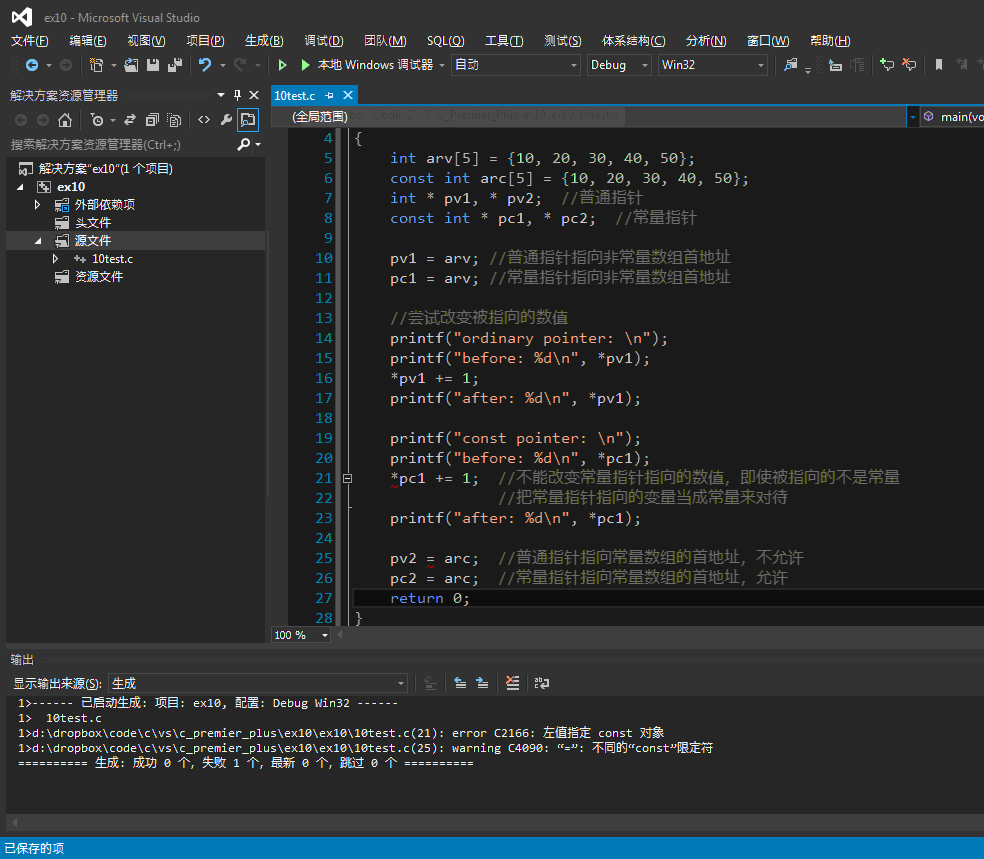 ex10 - Microsoft Visual Studio
文件(F) 编辑(E) 视图(V) 项目(P) 生成(B) 调试(D) 团队(M) SQL(Q) 工具(T) 测试(S) 体系结构(C) 分析(N) 窗口(W) 帮助(H)
本地 Windows 调试器 自动 Debug Win32
解决方案资源管理器
搜索解决方案资源管理器(Ctrl+;)
解决方案"ex10"(1 个项目)
ex10
外部依赖项
头文件
源文件
10test.c
资源文件
10test.c
(全局范围) main(vo
4 {
5 int arv[5] = {10, 20, 30, 40, 50};
6 const int arc[5] = {10, 20, 30, 40, 50};
7 int * pv1, * pv2; //普通指针
8 const int * pc1, * pc2; //常量指针
9
10 pv1 = arv; //普通指针指向非常量数组首地址
11 pc1 = arv; //常量指针指向非常量数组首地址
12
13 //尝试改变被指向的数值
14 printf("ordinary pointer: \n");
15 printf("before: %d\n", *pv1);
16 *pv1 += 1;
17 printf("after: %d\n", *pv1);
18
19 printf("const pointer: \n");
20 printf("before: %d\n", *pc1);
21 *pc1 += 1; //不能改变常量指针指向的数值，即使被指向的不是常量
22 //把常量指针指向的变量当成常量来对待
23 printf("after: %d\n", *pc1);
24
25 pv2 = arc; //普通指针指向常量数组的首地址，不允许
26 pc2 = arc; //常量指针指向常量数组的首地址，允许
27 return 0;
28 }
100 %
输出
显示输出来源(S): 生成
1>------ 已启动生成: 项目: ex10, 配置: Debug Win32 ------
1> 10test.c
1>d:\dropbox\code\c\vs\c_premier_plus\ex10\ex10\10test.c(21): error C2166: 左值指定 const 对象
1>d:\dropbox\code\c\vs\c_premier_plus\ex10\ex10\10test.c(25): warning C4090: “=”: 不同的“const”限定符
========== 生成: 成功 0 个，失败 1 个，最新 0 个，跳过 0 个 ==========
已保存的项